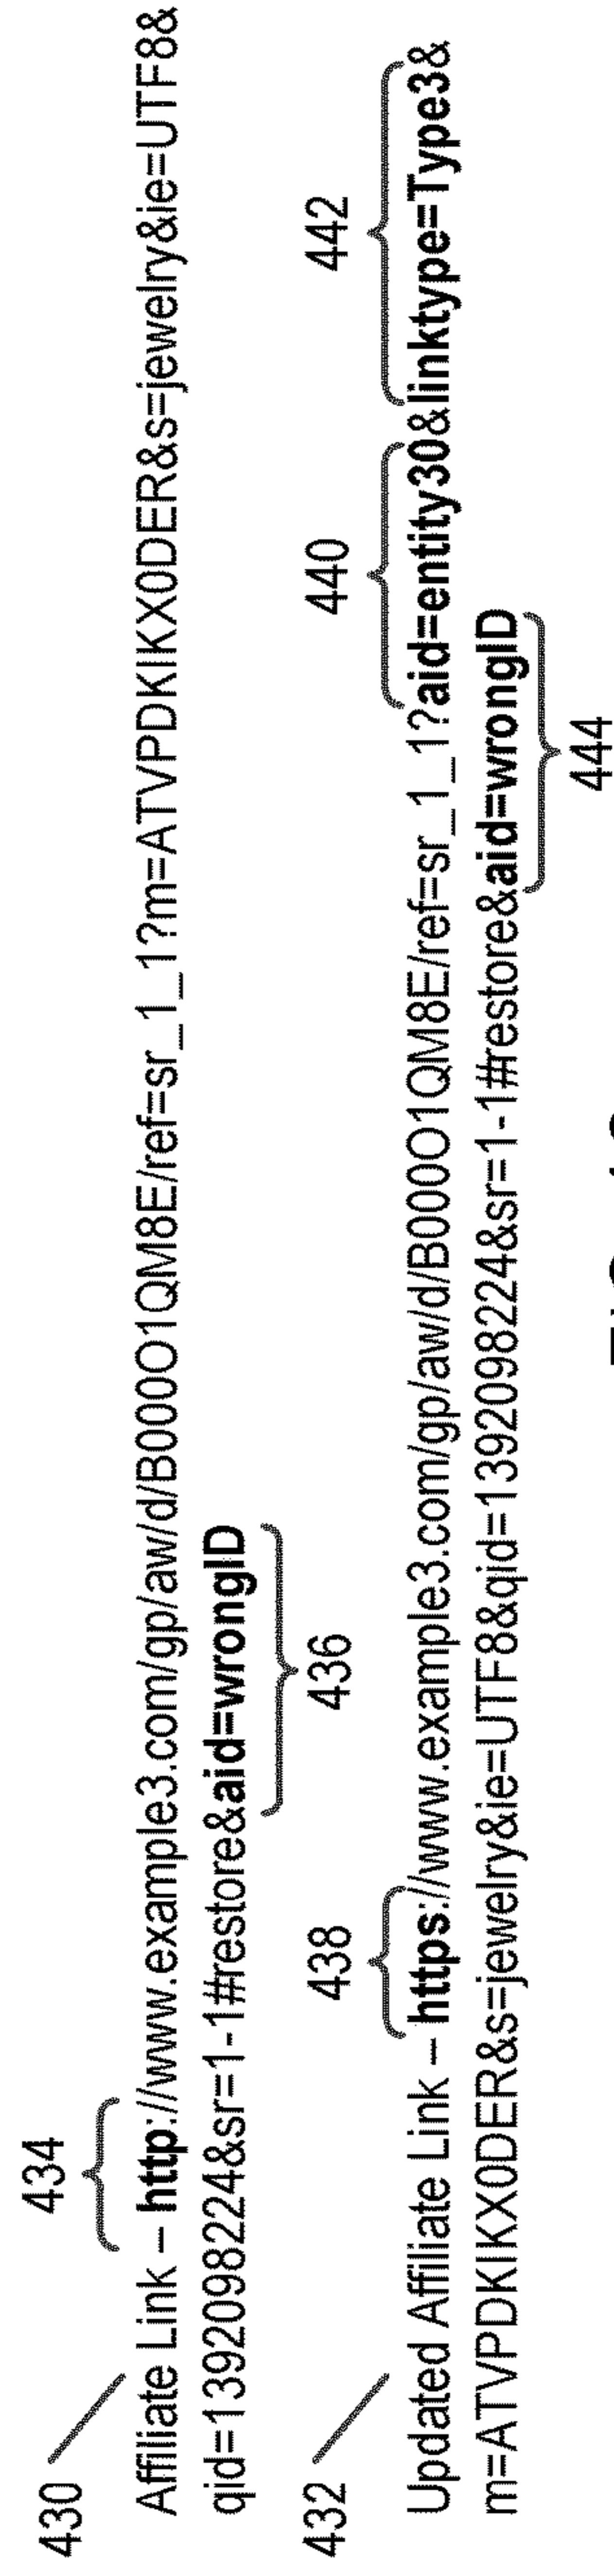 434
430
Affiliate Link – http://www.example3.com/gp/aw/d/B000O1QM8E/ref=sr_1_1?m=ATVPDKIKX0DER&s=jewelry&ie=UTF8&
qid=1392098224&sr=1-1#restore&aid=wrongID
436
432
438
440
442
Updated Affiliate Link – https://www.example3.com/gp/aw/d/B000O1QM8E/ref=sr_1_1?aid=entity30&linktype=Type3&
m=ATVPDKIKX0DER&s=jewelry&ie=UTF8&qid=1392098224&sr=1-1#restore&aid=wrongID
444